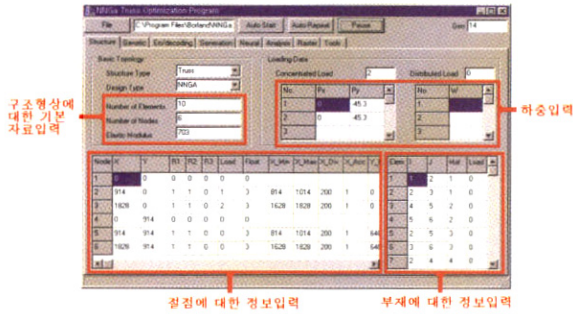 NNGa Truss Optimization Program
File
C:\Program Files\Borland\NNGa
Auto Start
Auto Repeat
Pause
Gen 14
Structure Genetic En/decoding Generation Neural Analysis Raster Tools
Basic Topology
Structure Type Truss
Design Type NNGA
Number of Elements 10
Number of Nodes 6
Elastic Modulus 703
Loading Data
Concentrated Load 2
Distributed Load 0
No. Px Py
1 0 -45.3
2 0 -45.3
3
No. W
1
2
3
구조형상에
대한 기본
자료입력
하중입력
Node X Y R1 R2 R3 Load Float X_Min X_Max X_Div X_Acc Y_
1 0 0 0 0 0 0
2 914 0 1 1 0 1 3 814 1014 200 1 0
3 1828 0 1 1 0 2 3 1628 1828 200 1 0
4 0 914 0 0 0 0
5 914 914 1 1 0 0 3 814 1014 200 1 640
6 1828 914 1 1 0 0 3 1628 1828 200 1 640
I J Mat Load
1 1 2 1 0
2 2 3 1 0
3 4 5 2 0
4 5 6 2 0
5 2 5 3 0
6 3 6 3 0
7 2 4 4 0
절점에 대한 정보입력
부재에 대한 정보입력